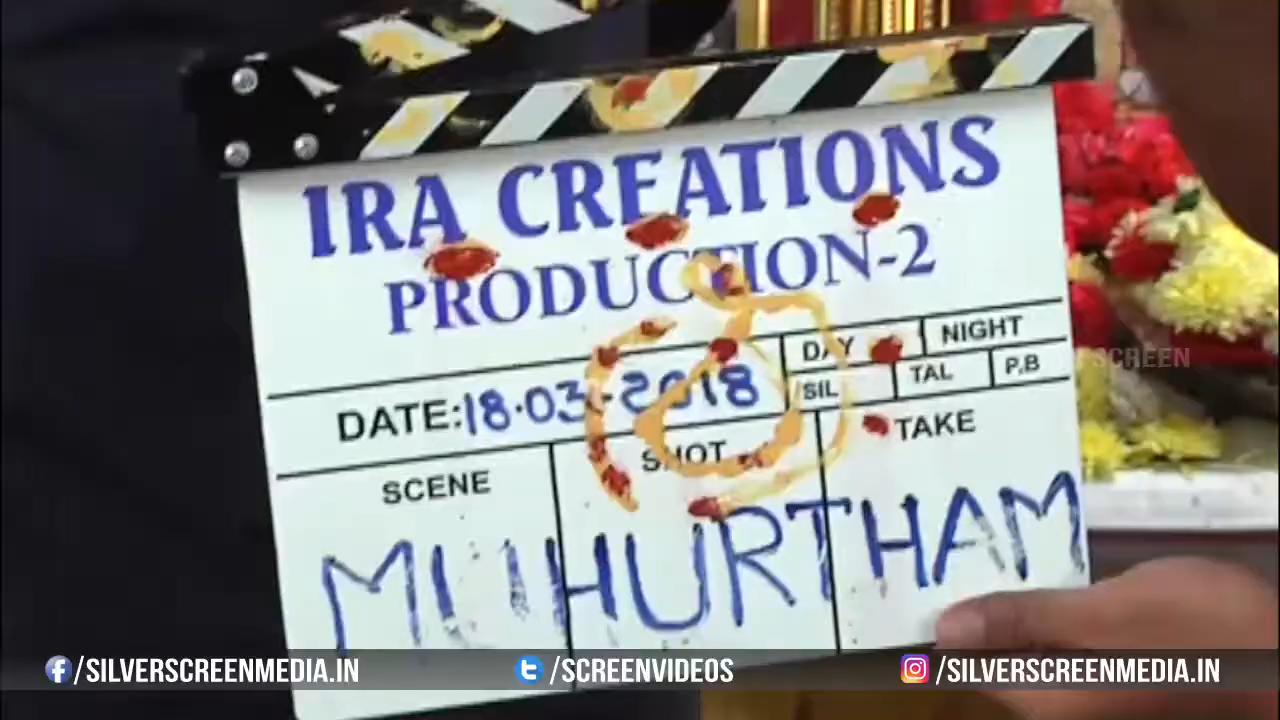 IRA CREATIONS
PRODUCTION-2
DATE:18-03-2018
DAY
NIGHT
/SIL
TAL
P.B
SCENE
SHOT
TAKE
MUHURTHAM
SCREEN
/SILVERSCREENMEDIA.IN
/SCREENVIDEOS
/SILVERSCREENMEDIA.IN